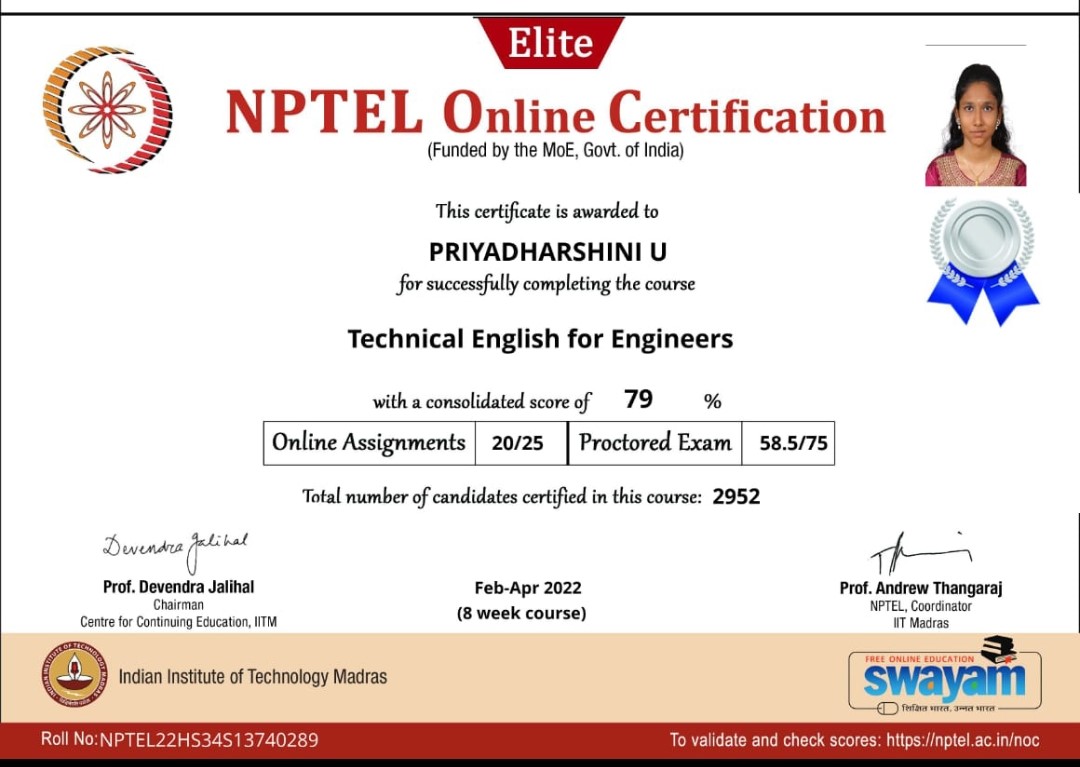 Elite
NPTEL Online Certification
(Funded by the MoE, Govt. of India)
This certificate is awarded to
PRIYADHARSHINI U
for successfully completing the course
Technical English for Engineers
with a consolidated score of 79 %
Online Assignments 20/25 Proctored Exam 58.5/75
Total number of candidates certified in this course: 2952
Devendra Jalihal
Prof. Devendra Jalihal
Chairman
Centre for Continuing Education, IITM
Feb-Apr 2022
(8 week course)
Prof. Andrew Thangaraj
NPTEL, Coordinator
IIT Madras
INDIAN INSTITUTE OF TECHNOLOGY MADRAS
Indian Institute of Technology Madras
FREE ONLINE EDUCATION
swayam
शिक्षित भारत, उन्नत भारत
Roll No:NPTEL22HS34S13740289
To validate and check scores: https://nptel.ac.in/noc